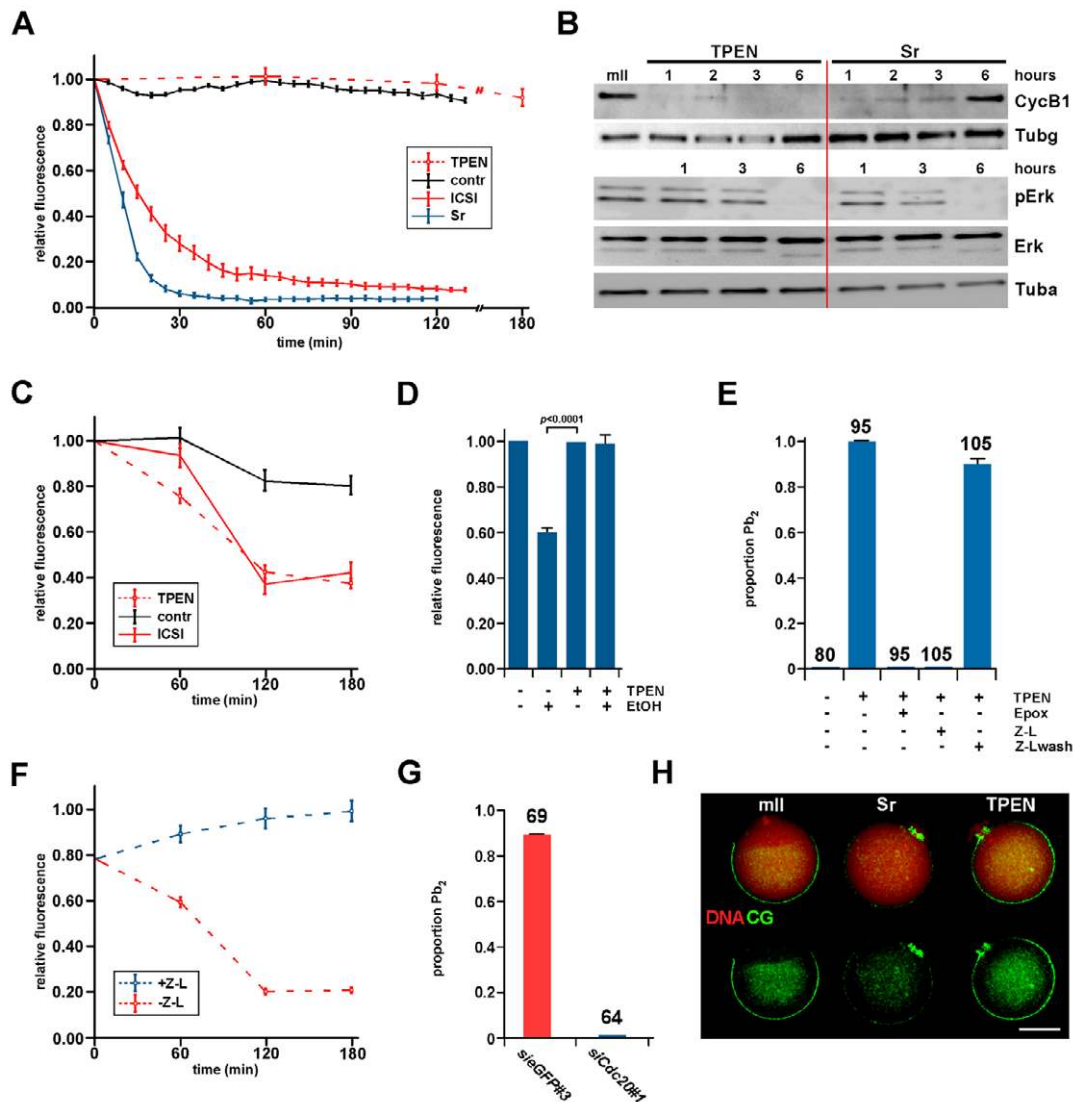 A
1.00
0.80
0.60
0.40
0.20
0.00
relative fluorescence
TPEN
contr
ICSI
Sr
0
30
60
90
120
180
time (min)
B
TPEN
Sr
mII
1
2
3
6
1
2
3
6
hours
CycB1
Tubg
hours
1
3
6
1
3
6
pErk
Erk
Tuba
C
1.00
0.80
0.60
0.40
0.20
0.00
relative fluorescence
TPEN
contr
ICSI
0
60
120
180
time (min)
D
p<0.0001
1.00
0.80
0.60
0.40
0.20
0.00
relative fluorescence
- - + + TPEN
- + - + EtOH
E
95
105
1.0
0.8
0.6
0.4
0.2
0
proportion Pb2
80
95
105
- + + + + TPEN
- - + - - Epox
- - - + - Z-L
- - - - + Z-Lwash
F
1.00
0.80
0.60
0.40
0.20
0.00
relative fluorescence
+Z-L
-Z-L
0
60
120
180
time (min)
G
1.0
0.8
0.6
0.4
0.2
0
proportion Pb2
69
64
sieGFP#3
siCdc20#1
H
mII
Sr
TPEN
DNA CG